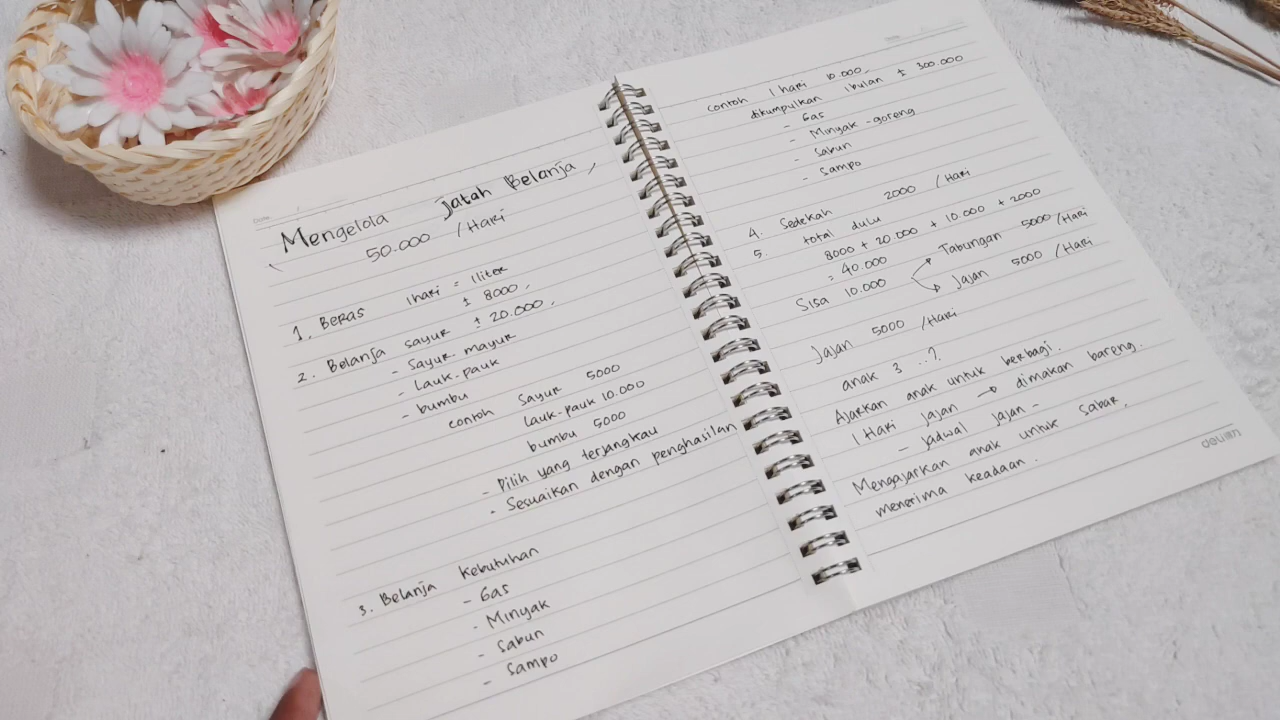 Mengelola Jatah Belanja,
50.000 /Hari
1. Beras 1hari = 1liter
± 8000,
2. Belanja sayur ± 20.000,
- Sayur-mayur
- Lauk-pauk
- bumbu
contoh sayur 5000
lauk-pauk 10.000
bumbu 5000
- Pilih yang terjangkau
- Sesuaikan dengan penghasilan
3. Belanja kebutuhan
- Gas
- Minyak
- Sabun
- Sampo
contoh 1 hari 10.000,
dikumpulkan 1bulan ± 300.000
- Gas
- Minyak-goreng
- Sabun
- Sampo
4. Sedekah 2000 /Hari
5. total dulu
8000 + 20.000 + 10.000 + 2000
= 40.000
Sisa 10.000
Tabungan 5000 /Hari
Jajan 5000 /Hari
Jajan 5000 /Hari
anak 3 ..?
Ajarkan anak untuk berbagi.
1 Hari jajan → dimakan bareng.
- jadwal jajan -
Mengajarkan anak untuk sabar,
menerima keadaan.
deli